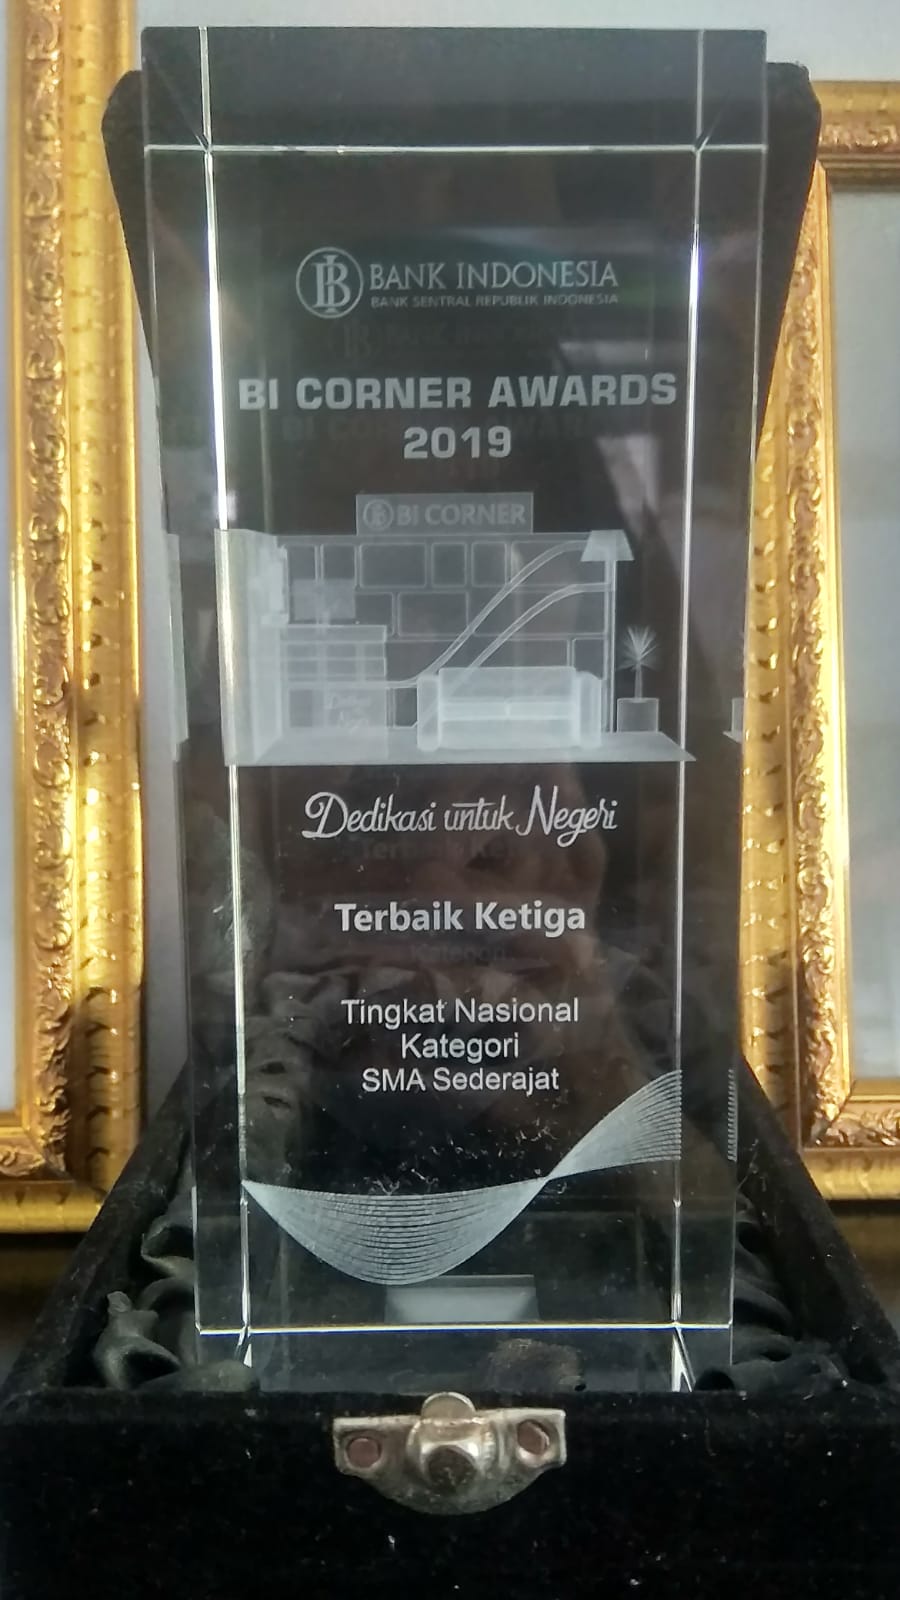 BANK INDONESIA
BANK SENTRAL REPUBLIK INDONESIA
BI CORNER AWARDS
2019
BI CORNER
Dedikasi untuk Negeri
Terbaik Ketiga
Tingkat Nasional
Kategori
SMA Sederajat